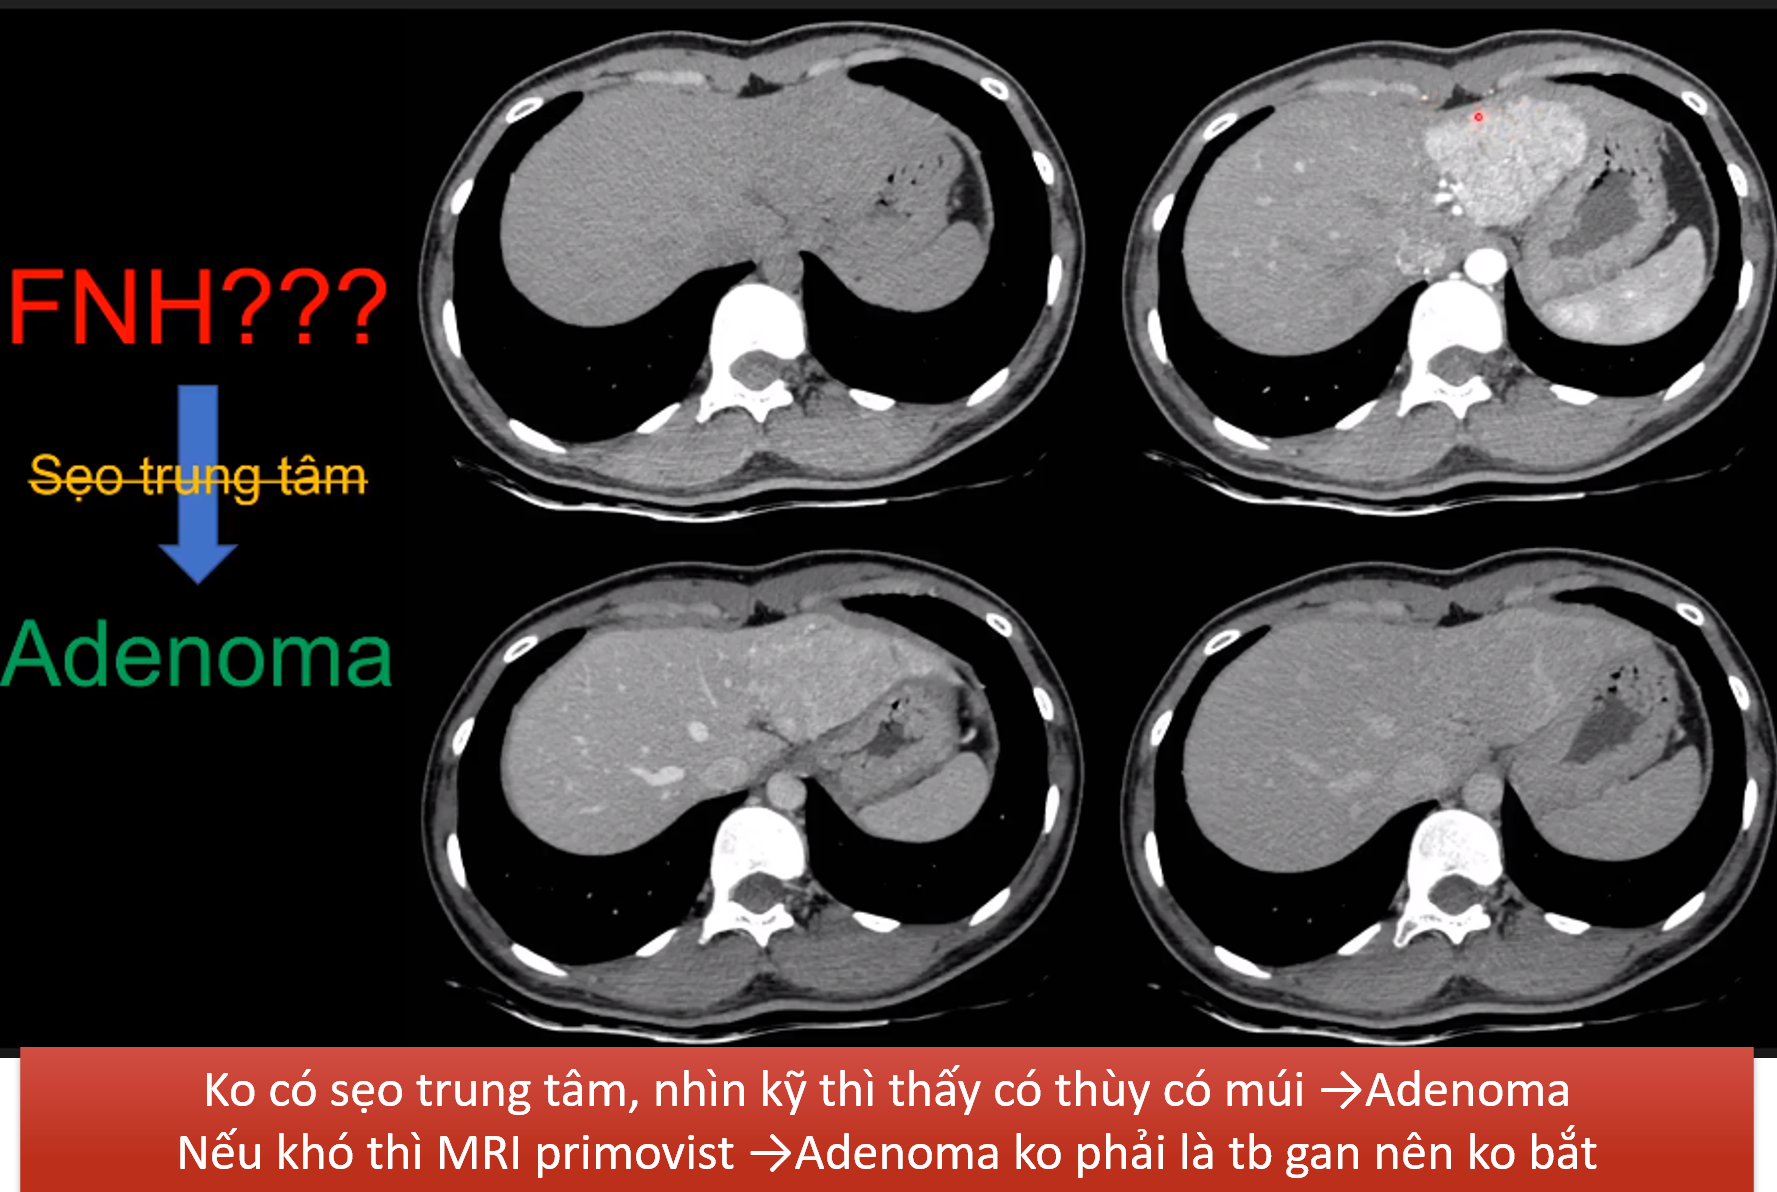 FNH???
Sẹo trung tâm
Adenoma
Ko có sẹo trung tâm, nhìn kỹ thì thấy có thùy có múi →Adenoma
Nếu khó thì MRI primovist →Adenoma ko phải là tb gan nên ko bắt